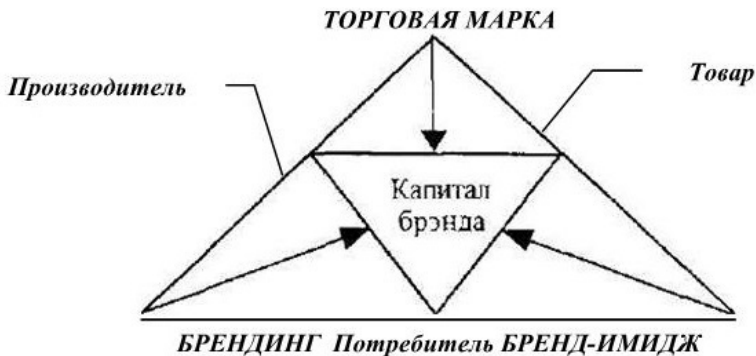 ТОРГОВАЯ МАРКА
Производитель
Товар
Капитал
брэнда
БРЕНДИНГ Потребитель БРЕНД-ИМИДЖ